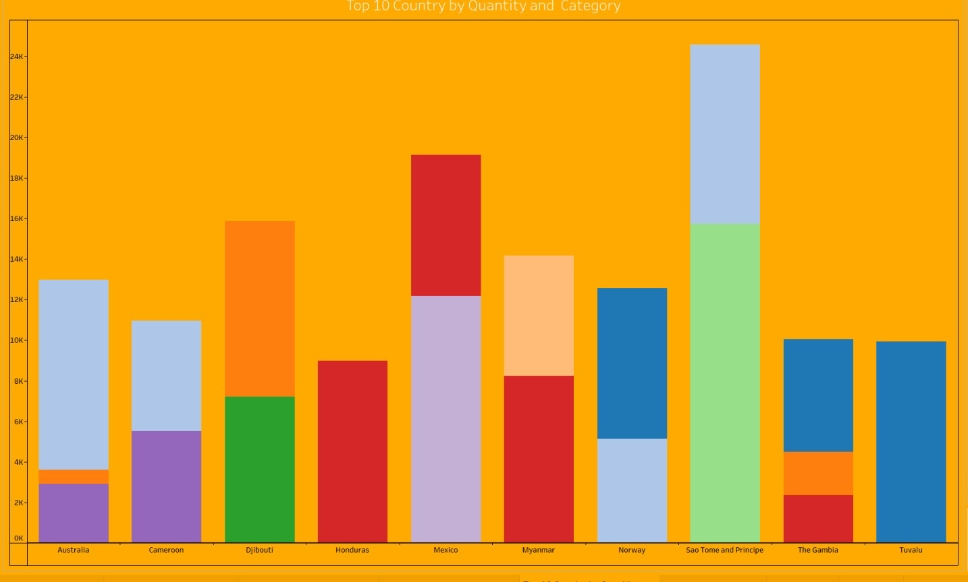 Top 10 Country by Quantity and  Category
24K
22K
20K
18K
16K
14K
12K
10K
8K
6K
4K
2K
0K
Australia Cameroon Djibouti Honduras Mexico Myanmar Norway Sao Tome and Principe The Gambia Tuvalu